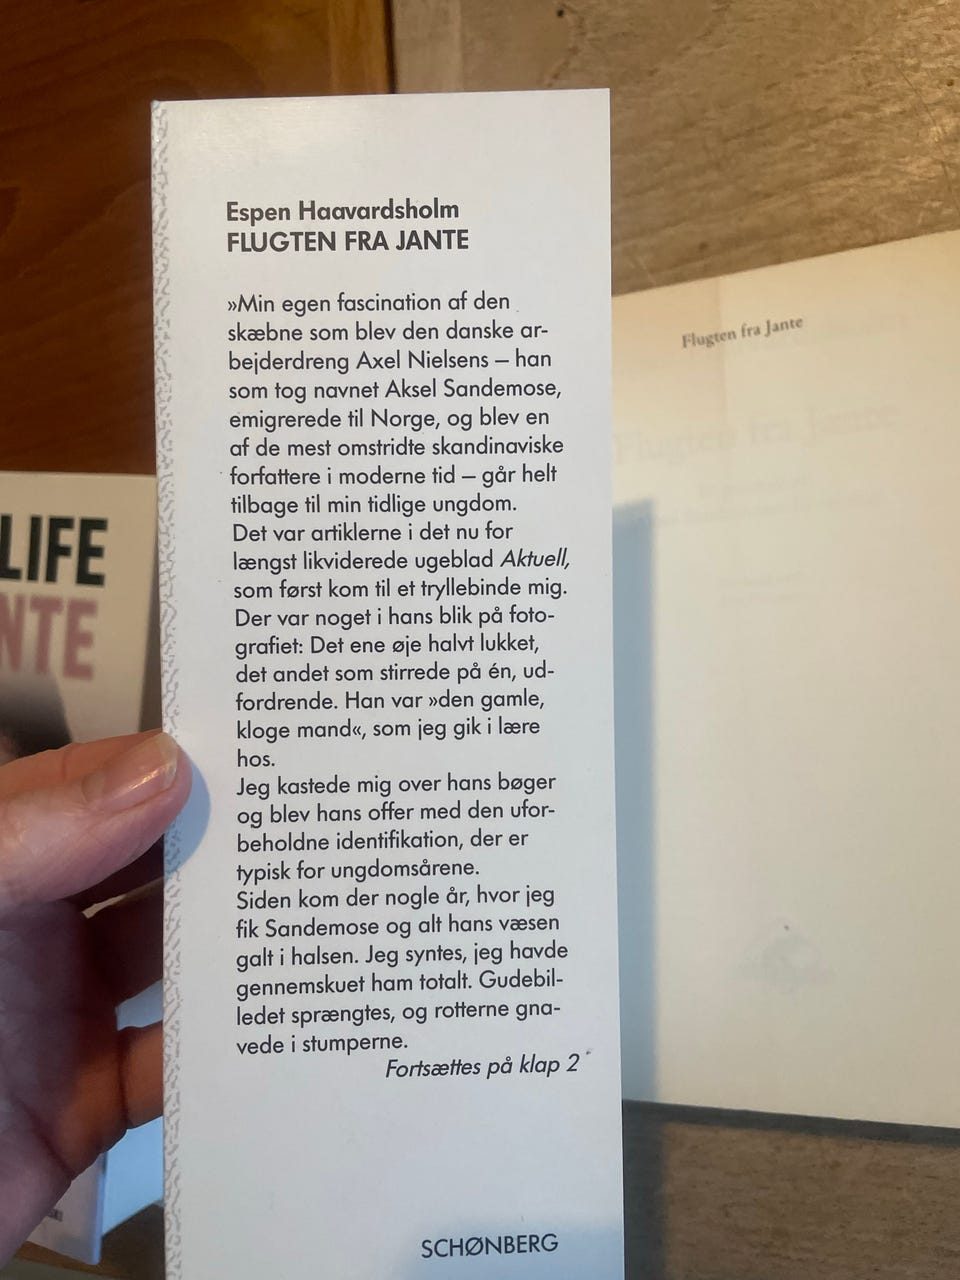 Espen Haavardsholm
FLUGTEN FRA JANTE
»Min egen fascination af den
skæbne som blev den danske ar-
bejderdreng Axel Nielsens – han
som tog navnet Aksel Sandemose,
emigrerede til Norge, og blev en
af de mest omstridte skandinaviske
forfattere i moderne tid – går helt
tilbage til min tidlige ungdom.
Det var artiklerne i det nu for
længst likviderede ugeblad Aktuell,
som først kom til et tryllebinde mig.
Der var noget i hans blik på foto-
grafiet: Det ene øje halvt lukket,
det andet som stirrede på én, ud-
fordrende. Han var »den gamle,
kloge mand«, som jeg gik i lære
hos.
Jeg kastede mig over hans bøger
og blev hans offer med den ufor-
beholdne identifikation, der er
typisk for ungdomsårene.
Siden kom der nogle år, hvor jeg
fik Sandemose og alt hans væsen
galt i halsen. Jeg syntes, jeg havde
gennemskuet ham totalt. Gudebil-
ledet sprængtes, og rotterne gna-
vede i stumperne.
Fortsættes på klap 2
SCHØNBERG
Flugten fra Jante
Flugten fra Jante
LIFE
NTE